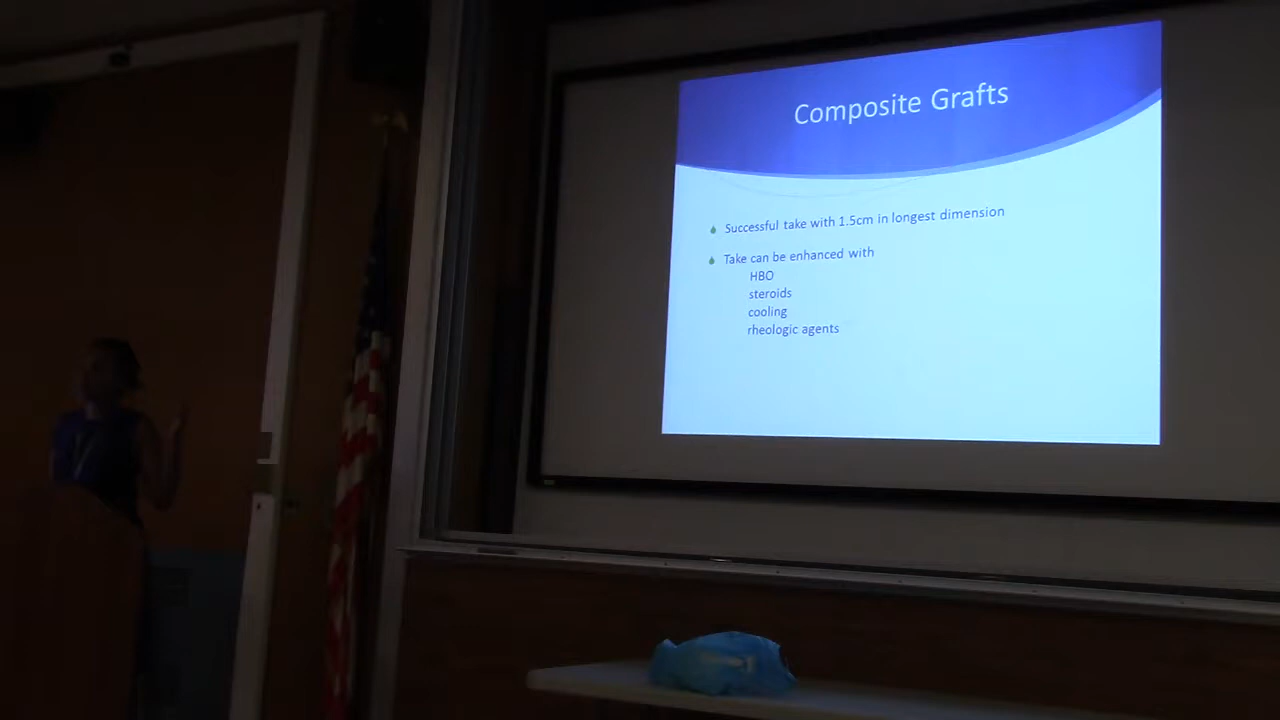 Composite Grafts
Successful take with 1.5cm in longest dimension
Take can be enhanced with
HBO
steroids
cooling
rheologic agents